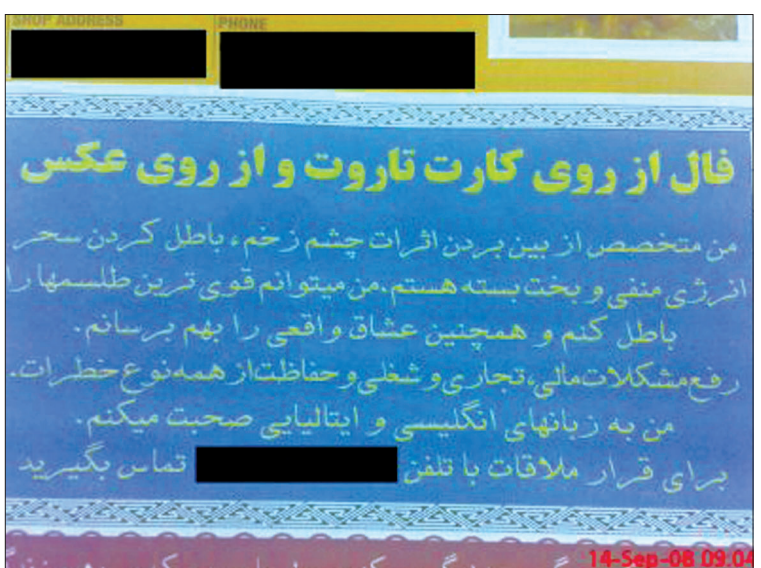 SHOP ADDRESS
PHONE
فال از روی کارت تاروت و از روی عکس
من متخصص از بین بردن اثرات چشم زخم، باطل کردن سحر
انرژی منفی و بخت بسته هستم.من میتوانم قوی ترین طلسمها را
باطل کنم و همچنین عشاق واقعی را بهم برسانم.
رفع مشکلات مالی، تجاری و شغلی و حفاظت از همه نوع خطرات.
من به زبانهای انگلیسی و ایتالیایی صحبت میکنم.
برای قرار ملاقات با تلفن تماس بگیرید
14-Sep-08 09:04